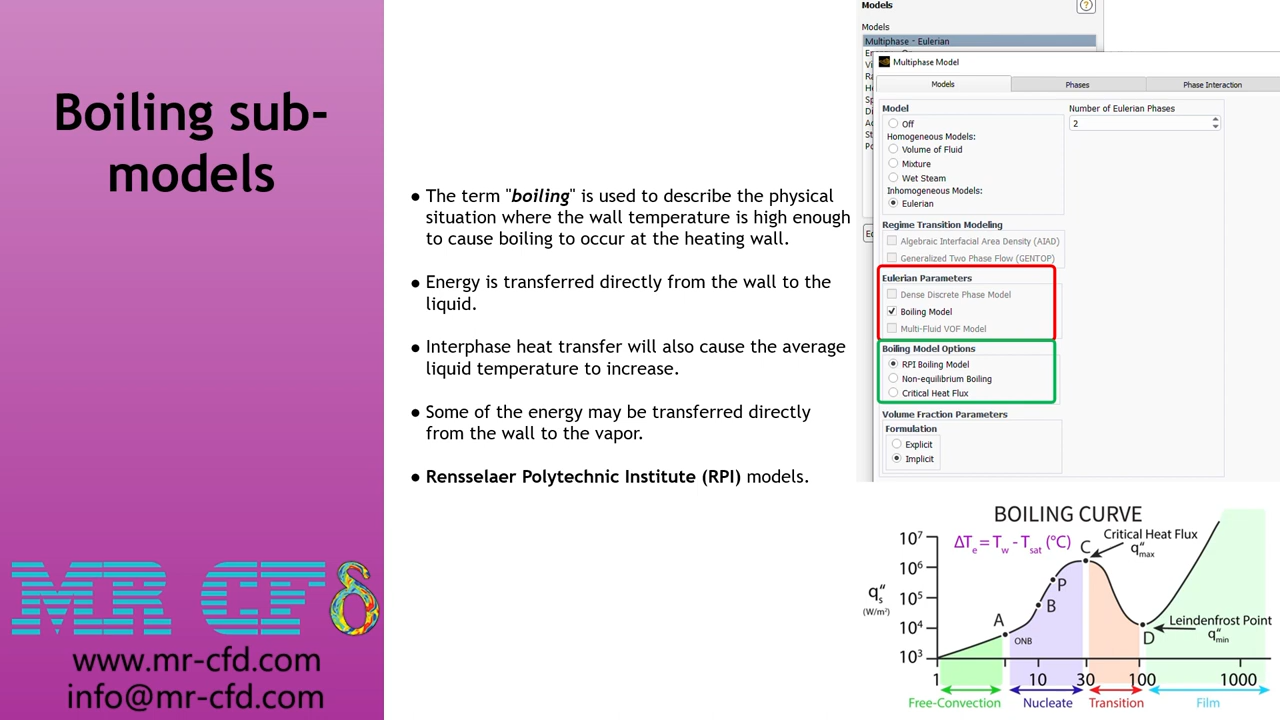 Boiling sub-
models
● The term "boiling" is used to describe the physical
situation where the wall temperature is high enough
to cause boiling to occur at the heating wall.
● Energy is transferred directly from the wall to the
liquid.
● Interphase heat transfer will also cause the average
liquid temperature to increase.
● Some of the energy may be transferred directly
from the wall to the vapor.
● Rensselaer Polytechnic Institute (RPI) models.
MR CFD
www.mr-cfd.com
info@mr-cfd.com
Models
?
Models
Multiphase - Eulerian
Multiphase Model
Models Phases Phase Interaction
Model
Number of Eulerian Phases
Off
2
Homogeneous Models:
Volume of Fluid
Mixture
Wet Steam
Inhomogeneous Models:
Eulerian
Regime Transition Modeling
Algebraic Interfacial Area Density (AIAD)
Generalized Two Phase Flow (GENTOP)
Eulerian Parameters
Dense Discrete Phase Model
Boiling Model
Multi-Fluid VOF Model
Boiling Model Options
RPI Boiling Model
Non-equilibrium Boiling
Critical Heat Flux
Volume Fraction Parameters
Formulation
Explicit
Implicit
BOILING CURVE
ΔTe = Tw - Tsat (°C)
Critical Heat Flux
q"max
q"s
(W/m²)
10⁷
10⁶
10⁵
10⁴
10³
A
ONB
B
P
C
D
Leindenfrost Point
q"min
1 10 30 100 1000
Free-Convection Nucleate Transition Film